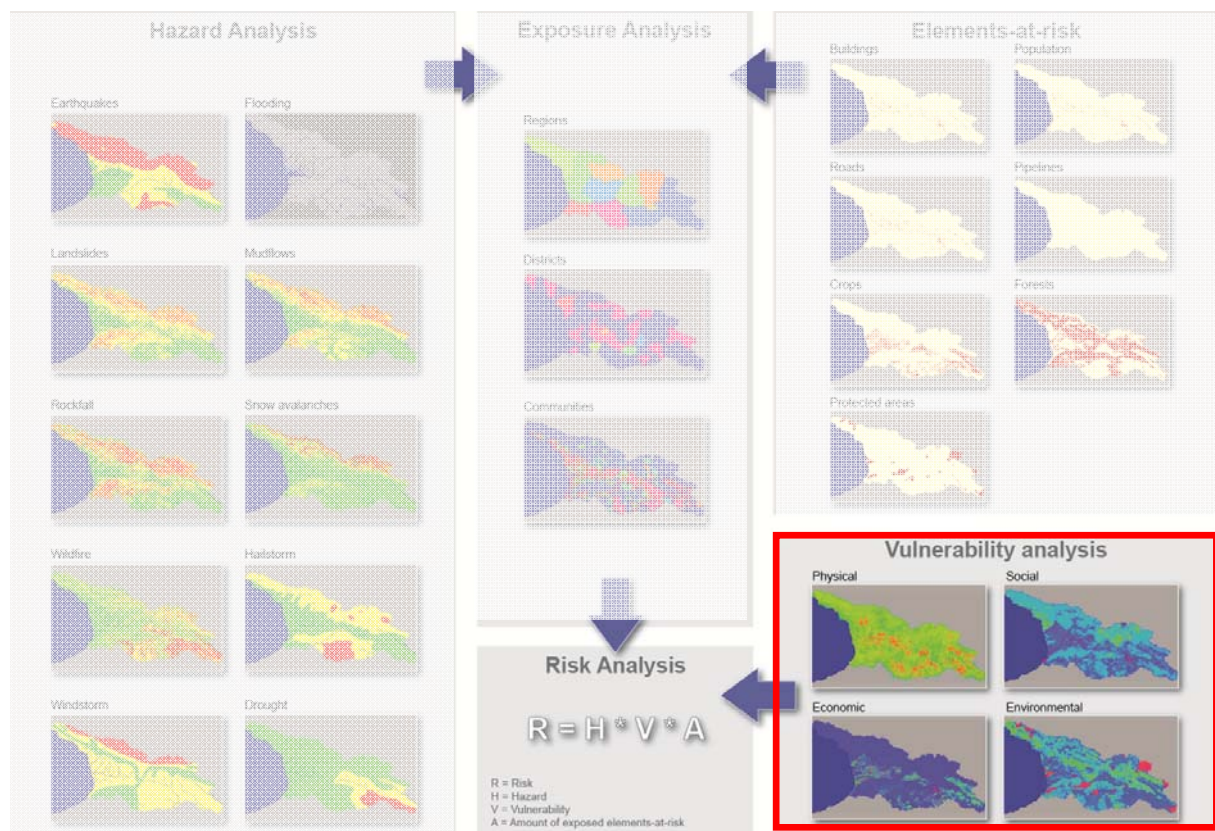 Hazard Analysis
Earthquakes
Flooding
Landslides
Mudflows
Rockfall
Snow avalanches
Wildfire
Hailstorm
Windstorm
Drought
Exposure Analysis
Regions
Districts
Communities
Elements-at-risk
Buildings
Population
Roads
Pipelines
Crops
Forests
Protected areas
Risk Analysis
R = H * V * A
R = Risk
H = Hazard
V = Vulnerability
A = Amount of exposed elements-at-risk
Vulnerability analysis
Physical
Social
Economic
Environmental